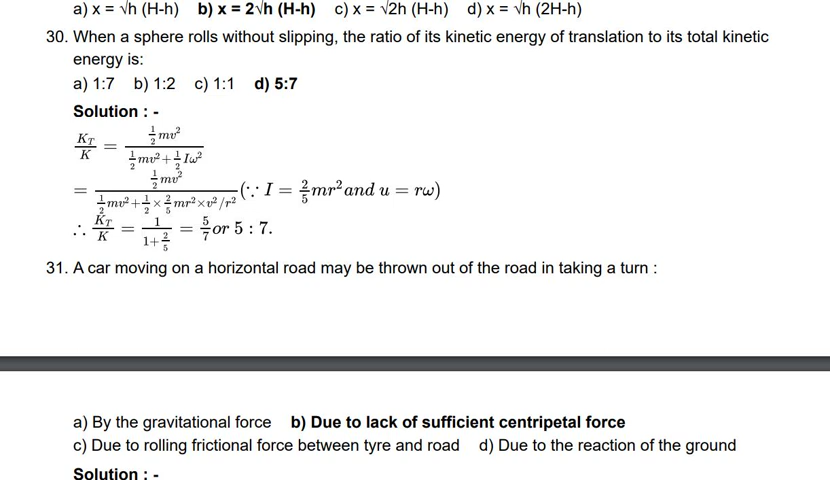 a) x = √h (H-h) b) x = 2√h (H-h) c) x = √2h (H-h) d) x = √h (2H-h)
30. When a sphere rolls without slipping, the ratio of its kinetic energy of translation to its total kinetic
energy is:
a) 1:7 b) 1:2 c) 1:1 d) 5:7
Solution : -
K_T/K = (1/2 mv²)/(1/2 mv² + 1/2 Iω²)
= (1/2 mv²)/(1/2 mv² + 1/2 × 2/5 mr² × v²/r²) (∵ I = 2/5 mr² and u = rω)
∴ K_T/K = 1/(1 + 2/5) = 5/7 or 5 : 7.
31. A car moving on a horizontal road may be thrown out of the road in taking a turn :
a) By the gravitational force b) Due to lack of sufficient centripetal force
c) Due to rolling frictional force between tyre and road d) Due to the reaction of the ground
Solution : -